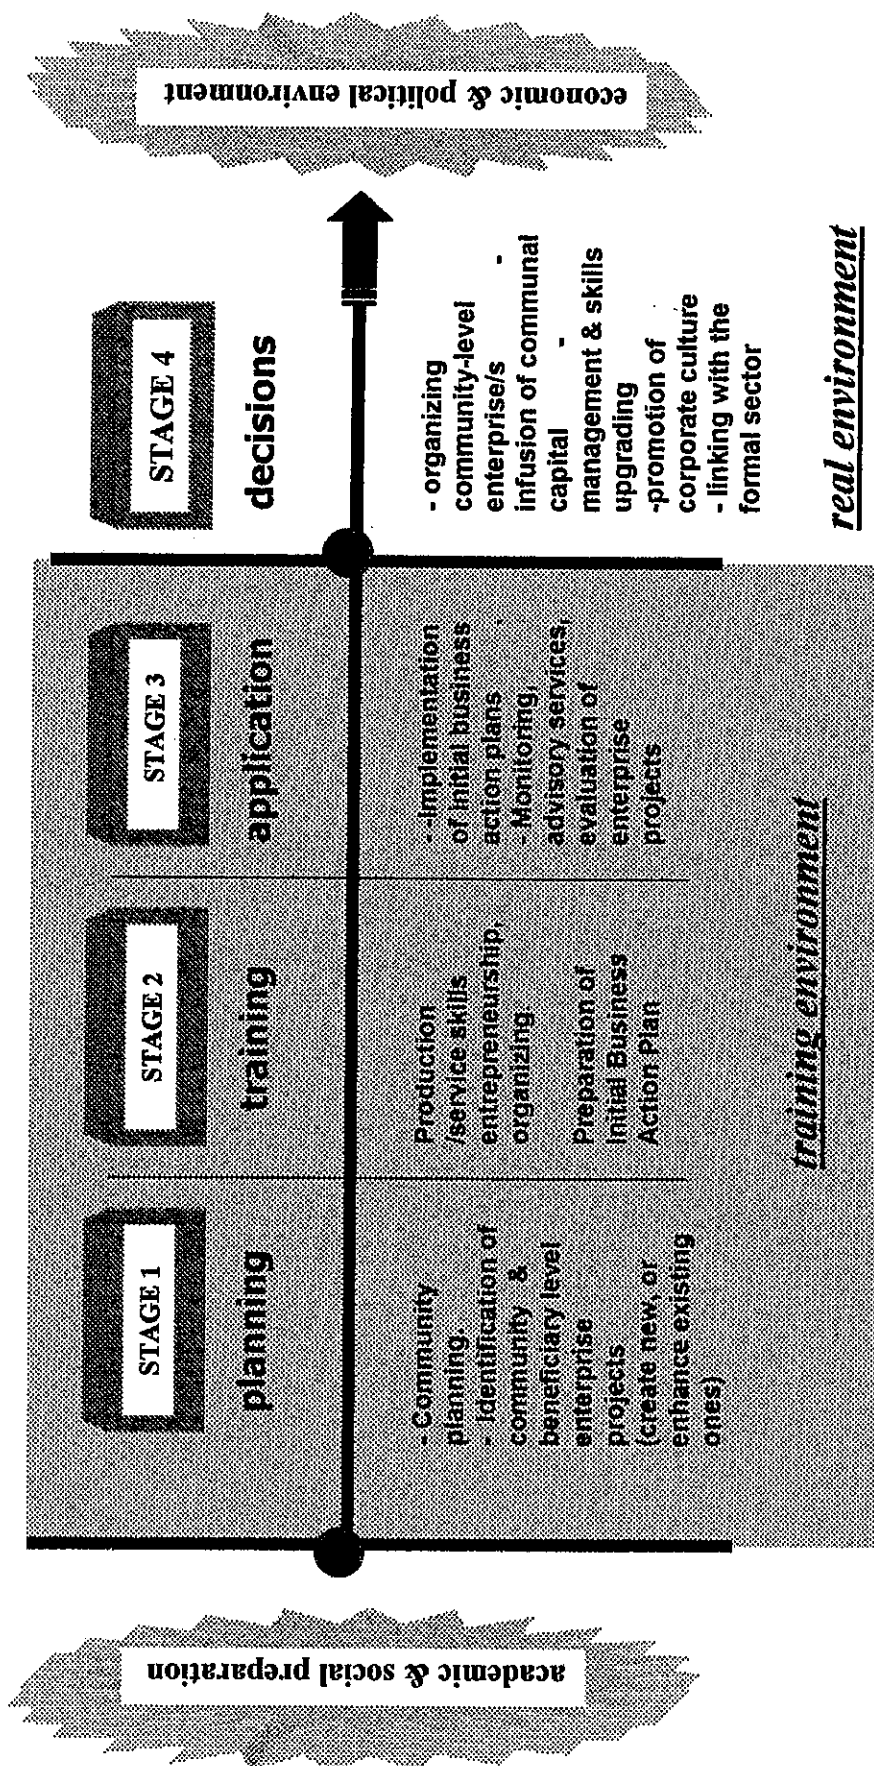 academic & social preparation
STAGE 1
planning
- Community
planning,
- Identification of
community &
beneficiary level
enterprise
projects
(create new, or
enhance existing
ones)
STAGE 2
training
Production
/service skills
entrepreneurship,
organizing
Preparation of
Initial Business
Action Plan
STAGE 3
application
- -Implementation
of initial business
action plans
- Monitoring,
advisory services,
evaluation of
enterprise
projects
training environment
STAGE 4
decisions
- organizing
community-level
enterprise/s -
infusion of communal
capital -
management & skills
upgrading
-promotion of
corporate culture
- linking with the
formal sector
real environment
economic & political environment